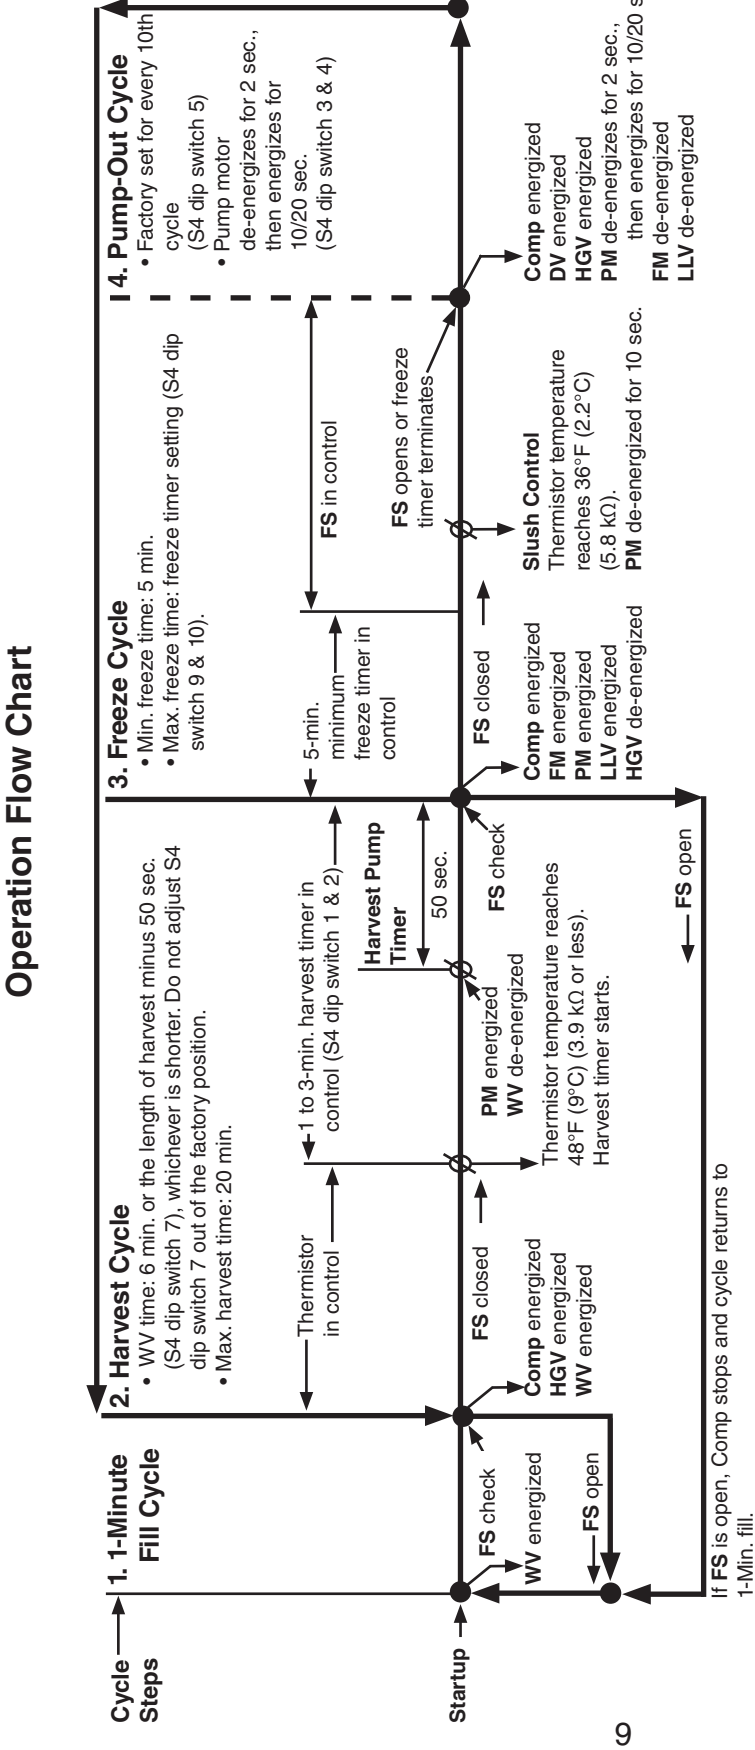 Operation Flow Chart
Cycle
Steps
1. 1-Minute
Fill Cycle
2. Harvest Cycle
• WV time: 6 min. or the length of harvest minus 50 sec.
(S4 dip switch 7), whichever is shorter. Do not adjust S4
dip switch 7 out of the factory position.
• Max. harvest time: 20 min.
3. Freeze Cycle
• Min. freeze time: 5 min.
• Max. freeze time: freeze timer setting (S4 dip
switch 9 & 10).
4. Pump-Out Cycle
• Factory set for every 10th
cycle
(S4 dip switch 5)
• Pump motor
de-energizes for 2 sec.,
then energizes for
10/20 sec.
(S4 dip switch 3 & 4)
Thermistor
in control
1 to 3-min. harvest timer in
control (S4 dip switch 1 & 2)
Harvest Pump
Timer
50 sec.
5-min.
minimum
freeze timer in
control
FS in control
FS opens or freeze
timer terminates
Startup
FS check
WV energized
FS open
FS closed
Comp energized
HGV energized
WV energized
Thermistor temperature reaches
48°F (9°C) (3.9 kΩ or less).
Harvest timer starts.
PM energized
WV de-energized
FS check
FS closed
Comp energized
FM energized
PM energized
LLV energized
HGV de-energized
Slush Control
Thermistor temperature
reaches 36°F (2.2°C)
(5.8 kΩ).
PM de-energized for 10 sec.
Comp energized
DV energized
HGV energized
PM de-energizes for 2 sec.,
then energizes for 10/20
FM de-energized
LLV de-energized
FS open
If FS is open, Comp stops and cycle returns to
1-Min. fill.
9